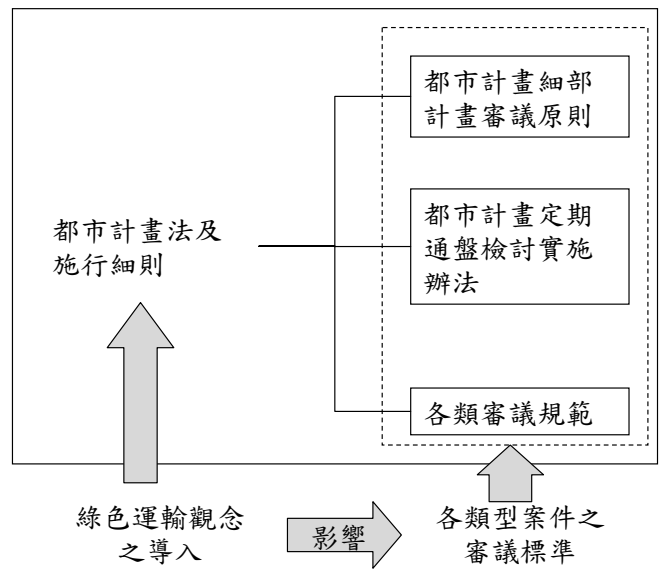 都市計畫細部
計畫審議原則
都市計畫法及
施行細則
都市計畫定期
通盤檢討實施
辦法
各類審議規範
綠色運輸觀念
之導入
影響
各類型案件之
審議標準